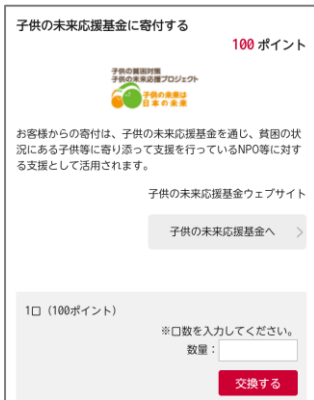 子供の未来応援基金に寄付する
100 ポイント
子供の貧困対策
子供の未来応援プロジェクト
子供の未来は
日本の未来
お客様からの寄付は、子供の未来応援基金を通じ、貧困の状
況にある子供等に寄り添って支援を行っているNPO等に対す
る支援として活用されます。
子供の未来応援基金ウェブサイト
子供の未来応援基金へ
1口（100ポイント）
※口数を入力してください。
数量：
交換する